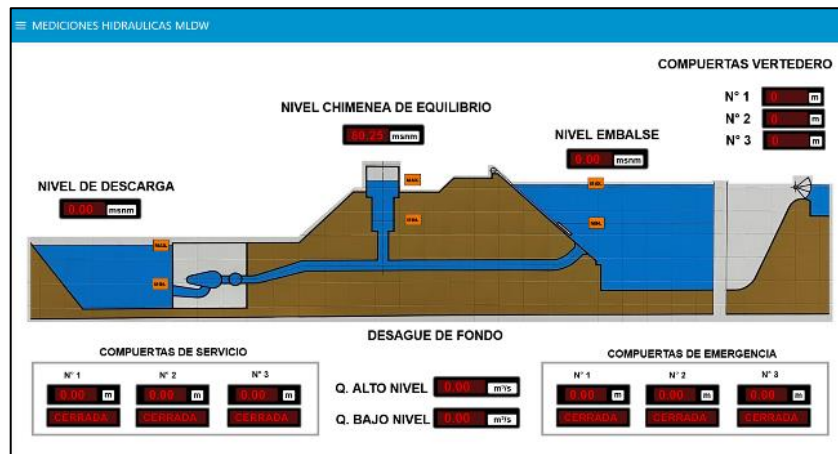 ≡ MEDICIONES HIDRAULICAS MLDW
COMPUERTAS VERTEDERO
N° 1 0 m
N° 2 0 m
N° 3 0 m
NIVEL CHIMENEA DE EQUILIBRIO
60.25 msnm
NIVEL EMBALSE
0.00 msnm
NIVEL DE DESCARGA
0.00 msnm
DESAGUE DE FONDO
COMPUERTAS DE SERVICIO
N° 1 N° 2 N° 3
0.00 m 0.00 m 0.00 m
CERRADA CERRADA CERRADA
Q. ALTO NIVEL 0.00 m³/s
Q. BAJO NIVEL 0.00 m³/s
COMPUERTAS DE EMERGENCIA
N° 1 N° 2 N° 3
0.00 m 0.00 m 0.00 m
CERRADA CERRADA CERRADA